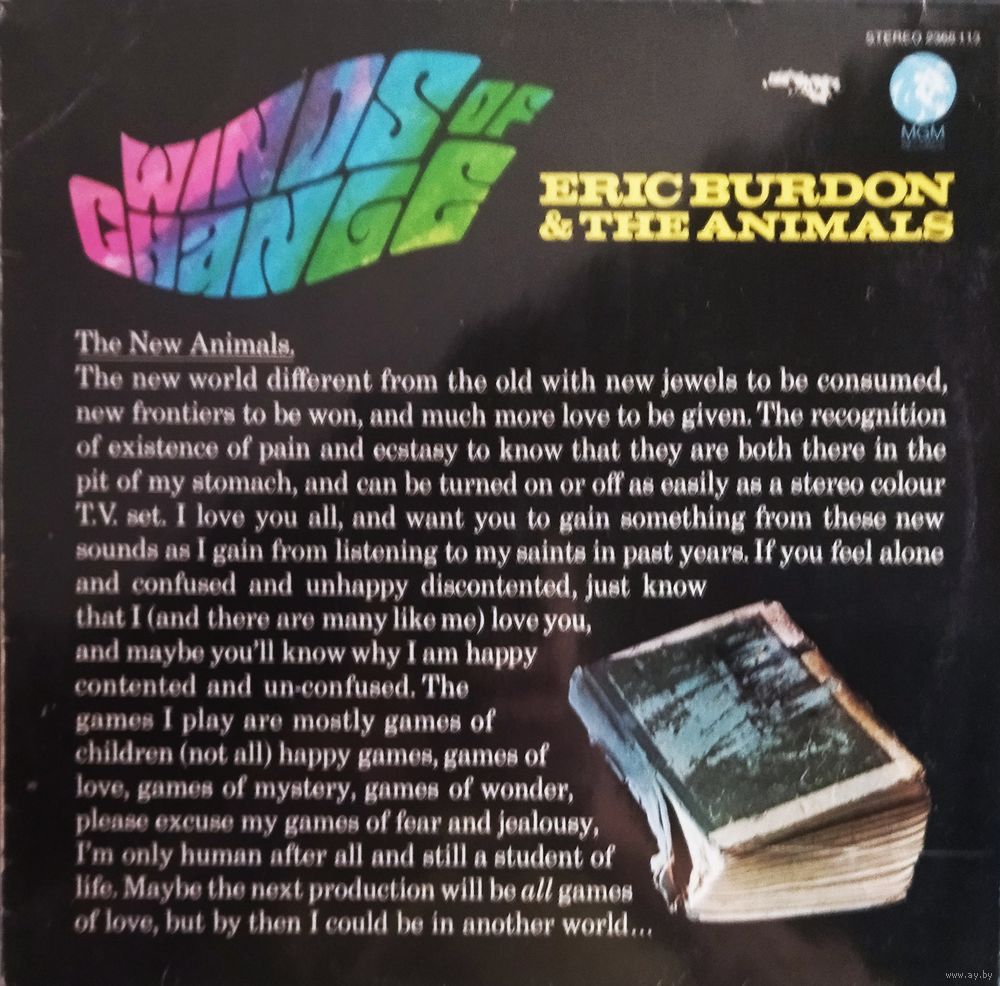 STEREO 2368 113
WINDS OF
CHANGE
MGM
ERIC BURDON
& THE ANIMALS
The New Animals.
The new world different from the old with new jewels to be consumed,
new frontiers to be won, and much more love to be given. The recognition
of existence of pain and ecstasy to know that they are both there in the
pit of my stomach, and can be turned on or off as easily as a stereo colour
T.V. set. I love you all, and want you to gain something from these new
sounds as I gain from listening to my saints in past years. If you feel alone
and confused and unhappy discontented, just know
that I (and there are many like me) love you,
and maybe you'll know why I am happy
contented and un-confused. The
games I play are mostly games of
children (not all) happy games, games of
love, games of mystery, games of wonder,
please excuse my games of fear and jealousy,
I'm only human after all and still a student of
life. Maybe the next production will be all games
of love, but by then I could be in another world...
www.ay.by